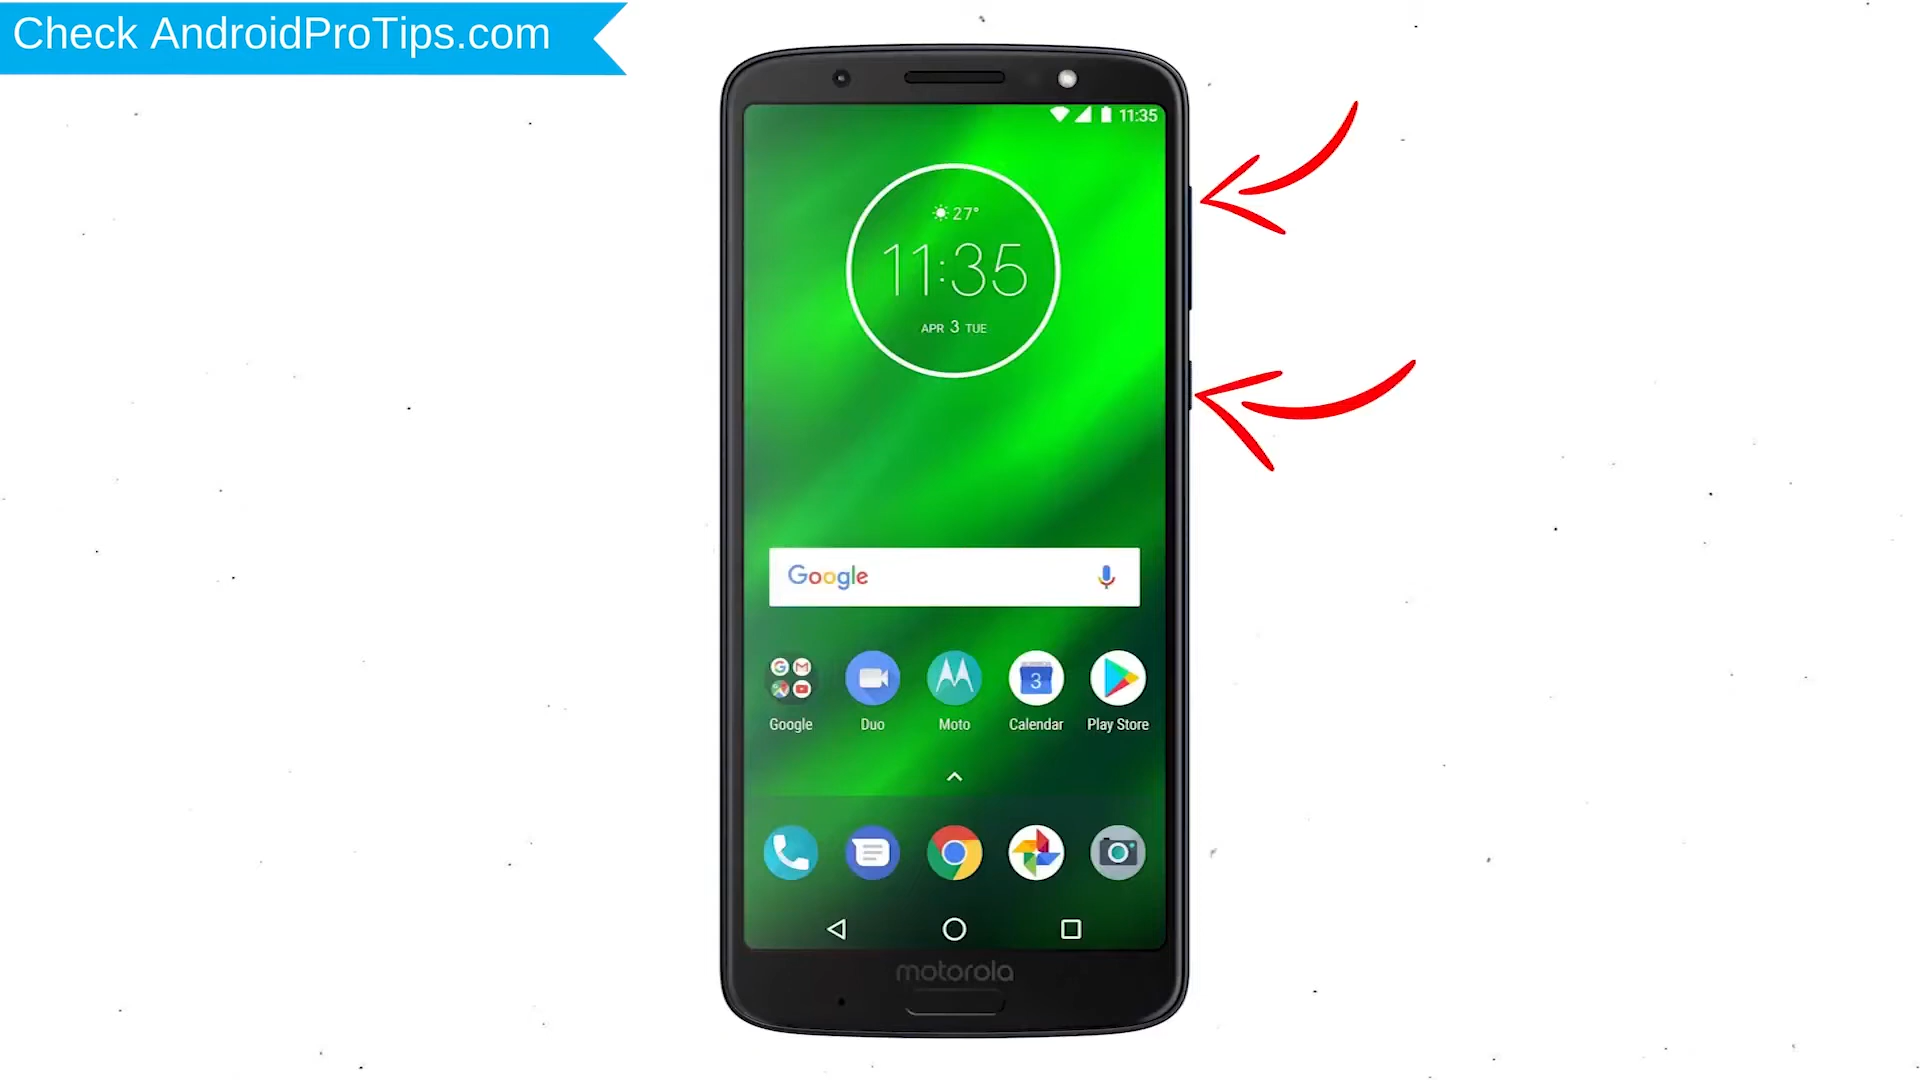 Check AndroidProTips.com
11:35
27°
11:35
APR 3 TUE
Google
3
Google
Duo
Moto
Calendar
Play Store
motorola